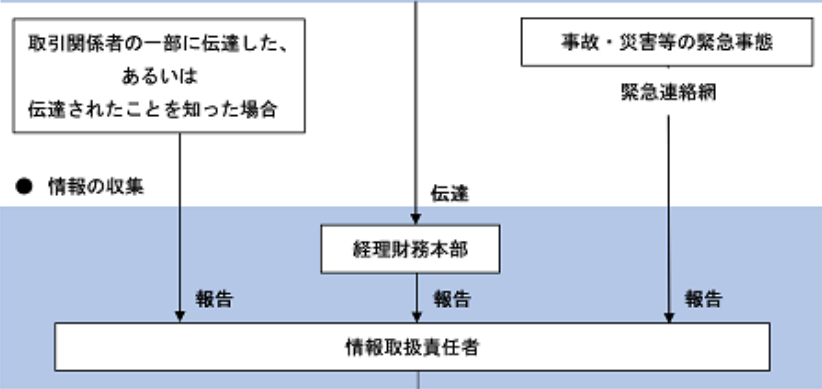 取引関係者の一部に伝達した、
あるいは
伝達されたことを知った場合
事故・災害等の緊急事態
緊急連絡網
● 情報の収集
伝達
経理財務本部
報告
報告
報告
情報取扱責任者